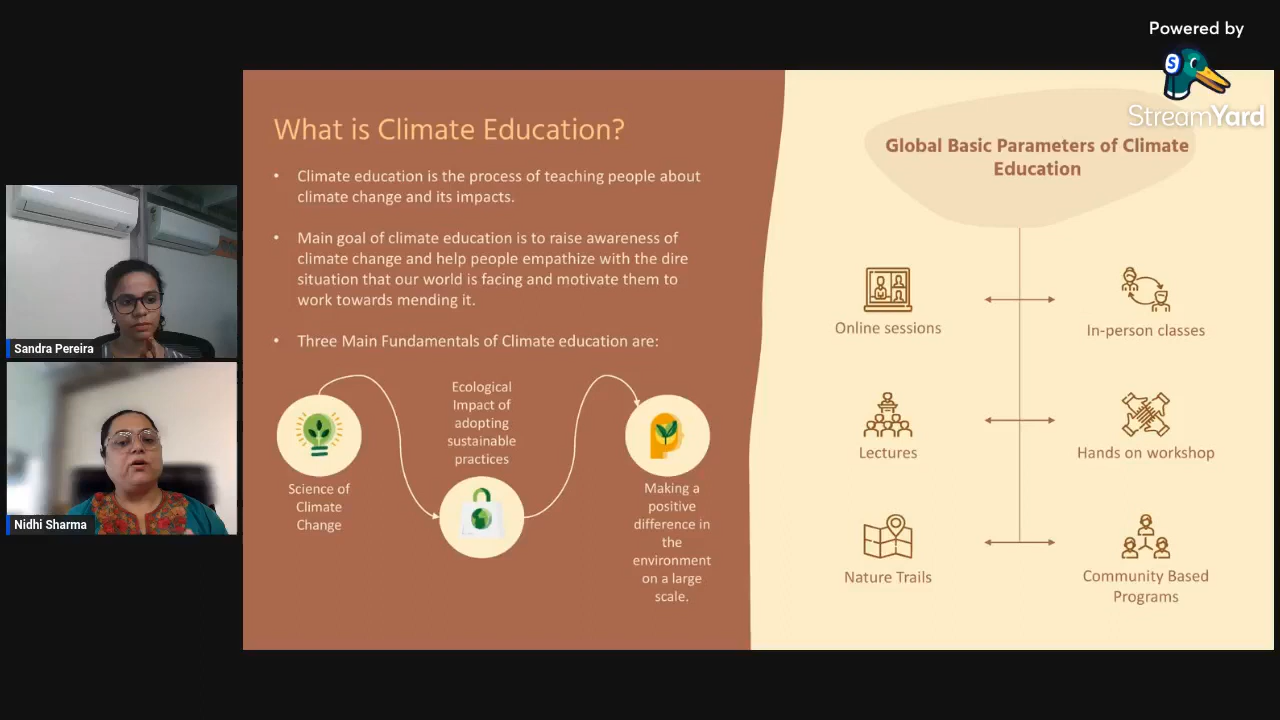 Powered by
StreamYard
What is Climate Education?
• Climate education is the process of teaching people about
climate change and its impacts.
• Main goal of climate education is to raise awareness of
climate change and help people empathize with the dire
situation that our world is facing and motivate them to
work towards mending it.
• Three Main Fundamentals of Climate education are:
Science of
Climate
Change
Ecological
Impact of
adopting
sustainable
practices
Making a
positive
difference in
the
environment
on a large
scale.
Global Basic Parameters of Climate
Education
Online sessions
In-person classes
Lectures
Hands on workshop
Nature Trails
Community Based
Programs
Sandra Pereira
Nidhi Sharma